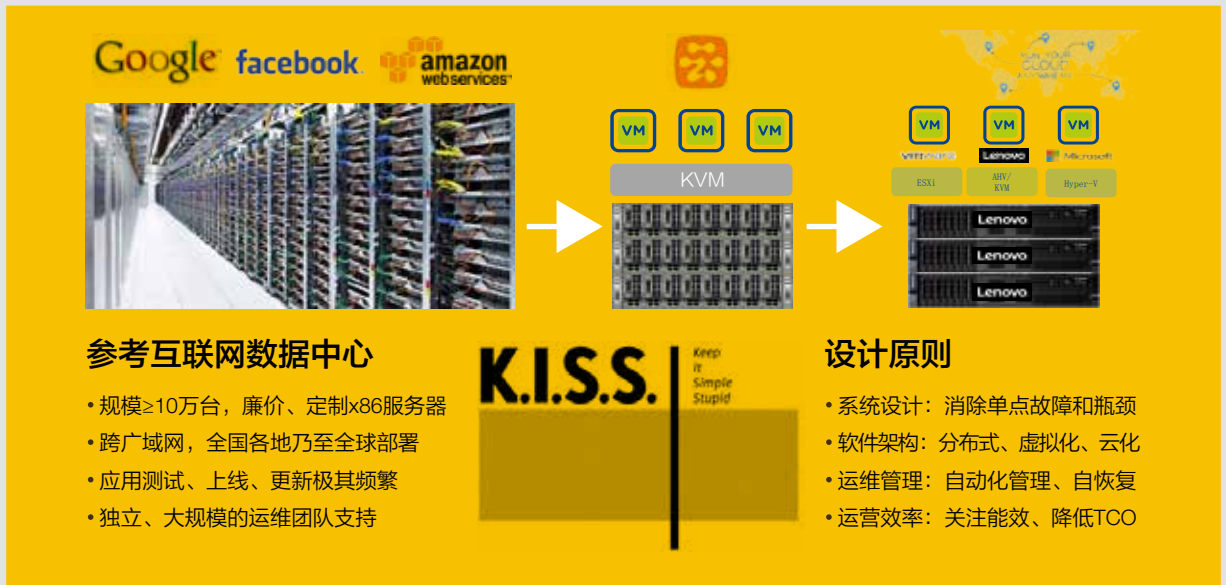 Google
facebook.
amazon
webservices™
RUN YOUR
CLOUD
ANYWHERE
VM VM VM
KVM
VM VM VM
vmware Lenovo Microsoft
ESXi AHV/ Hyper-V
KVM
Lenovo
Lenovo
Lenovo
参考互联网数据中心
• 规模≥10万台，廉价、定制x86服务器
• 跨广域网，全国各地乃至全球部署
• 应用测试、上线、更新极其频繁
• 独立、大规模的运维团队支持
K.I.S.S.
Keep
It
Simple
Stupid
设计原则
• 系统设计：消除单点故障和瓶颈
• 软件架构：分布式、虚拟化、云化
• 运维管理：自动化管理、自恢复
• 运营效率：关注能效、降低TCO